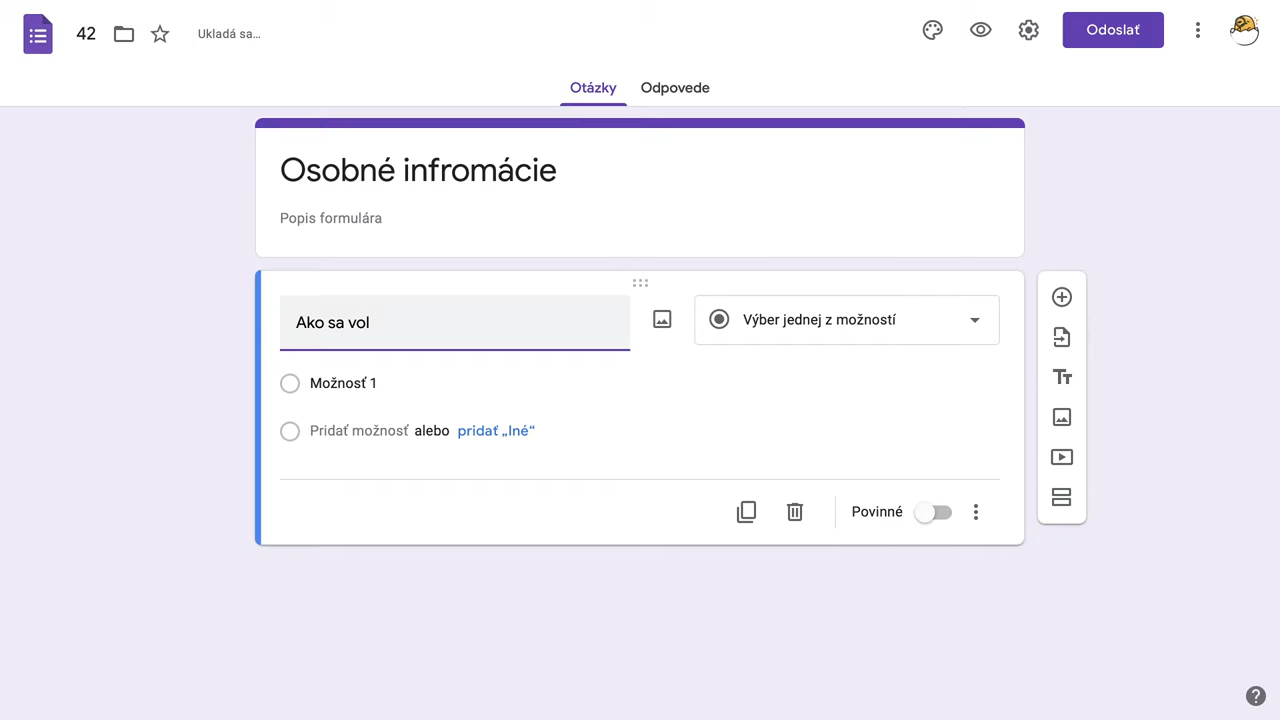 42
Ukladá sa...
Odoslať
Otázky
Odpovede
Osobné infromácie
Popis formulára
Ako sa vol
Výber jednej z možností
Možnosť 1
Pridať možnosť alebo pridať „Iné“
Povinné